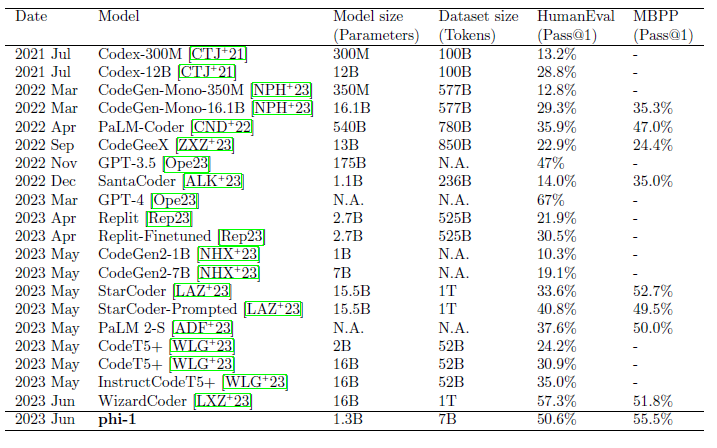 Date Model Model size Dataset size HumanEval MBPP
(Parameters) (Tokens) (Pass@1) (Pass@1)
2021 Jul Codex-300M [CTJ+21] 300M 100B 13.2% -
2021 Jul Codex-12B [CTJ+21] 12B 100B 28.8% -
2022 Mar CodeGen-Mono-350M [NPH+23] 350M 577B 12.8% -
2022 Mar CodeGen-Mono-16.1B [NPH+23] 16.1B 577B 29.3% 35.3%
2022 Apr PaLM-Coder [CND+22] 540B 780B 35.9% 47.0%
2022 Sep CodeGeeX [ZXZ+23] 13B 850B 22.9% 24.4%
2022 Nov GPT-3.5 [Ope23] 175B N.A. 47% -
2022 Dec SantaCoder [ALK+23] 1.1B 236B 14.0% 35.0%
2023 Mar GPT-4 [Ope23] N.A. N.A. 67% -
2023 Apr Replit [Rep23] 2.7B 525B 21.9% -
2023 Apr Replit-Finetuned [Rep23] 2.7B 525B 30.5% -
2023 May CodeGen2-1B [NHX+23] 1B N.A. 10.3% -
2023 May CodeGen2-7B [NHX+23] 7B N.A. 19.1% -
2023 May StarCoder [LAZ+23] 15.5B 1T 33.6% 52.7%
2023 May StarCoder-Prompted [LAZ+23] 15.5B 1T 40.8% 49.5%
2023 May PaLM 2-S [ADF+23] N.A. N.A. 37.6% 50.0%
2023 May CodeT5+ [WLG+23] 2B 52B 24.2% -
2023 May CodeT5+ [WLG+23] 16B 52B 30.9% -
2023 May InstructCodeT5+ [WLG+23] 16B 52B 35.0% -
2023 Jun WizardCoder [LXZ+23] 16B 1T 57.3% 51.8%
2023 Jun phi-1 1.3B 7B 50.6% 55.5%